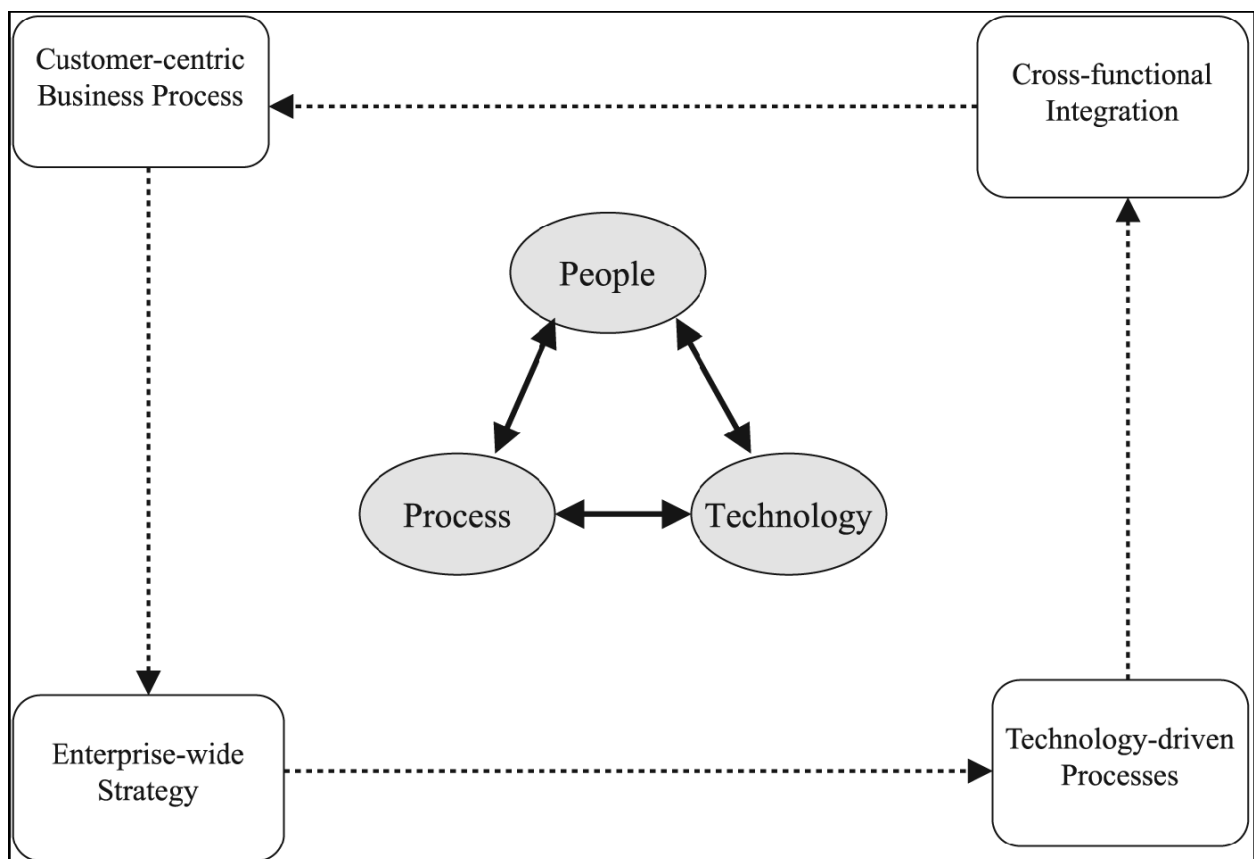 Customer-centric
Business Process
Cross-functional
Integration
People
Process
Technology
Enterprise-wide
Strategy
Technology-driven
Processes